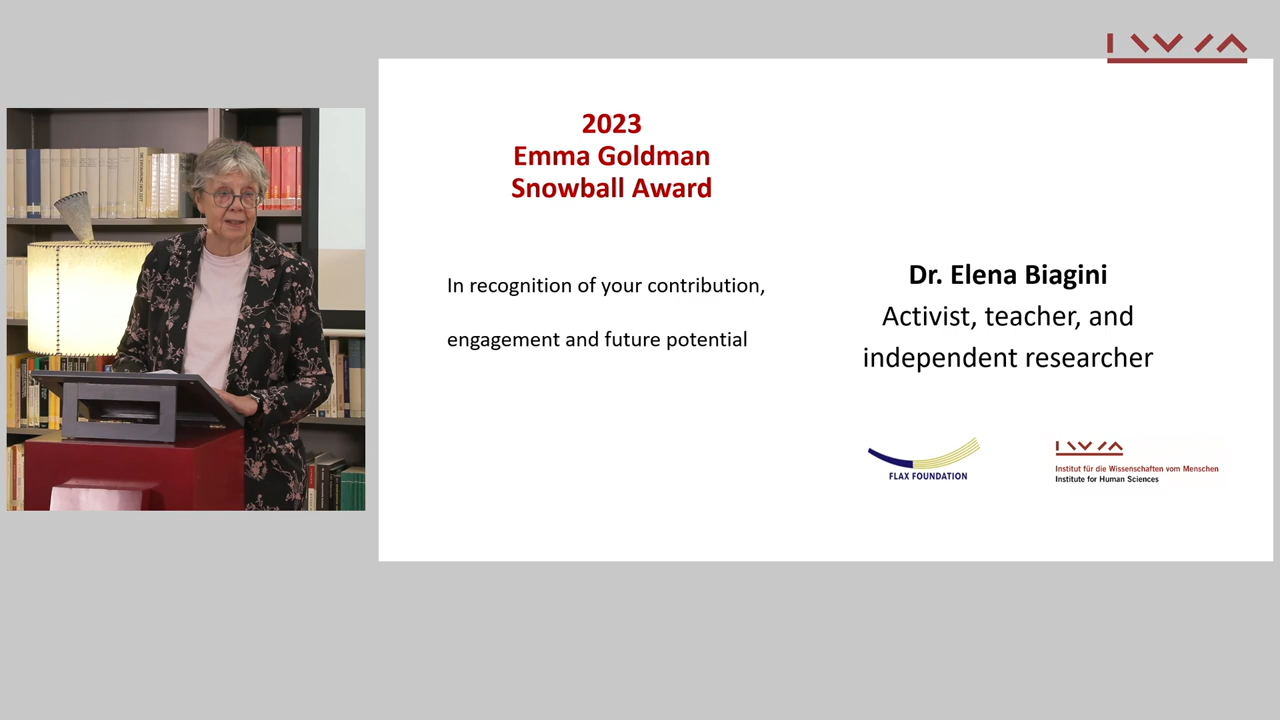 2023
Emma Goldman
Snowball Award
In recognition of your contribution,
engagement and future potential
Dr. Elena Biagini
Activist, teacher, and
independent researcher
FLAX FOUNDATION
Institut für die Wissenschaften vom Menschen
Institute for Human Sciences